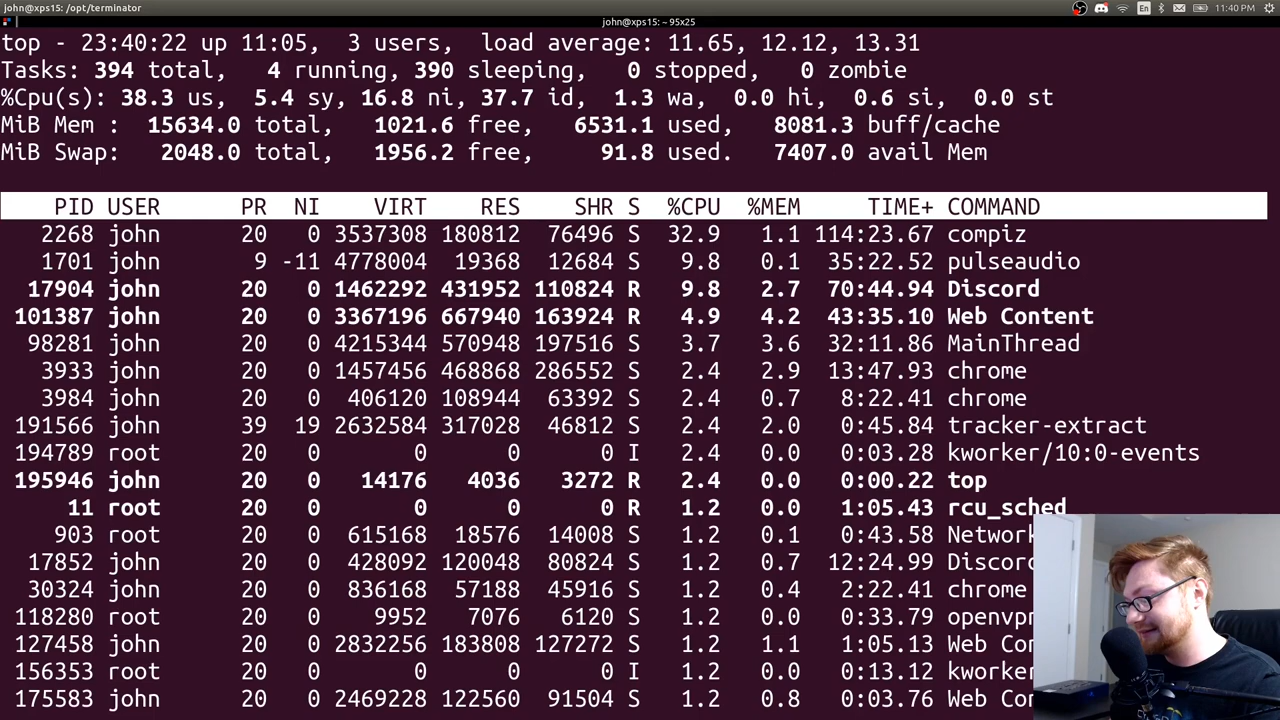 john@xps15: /opt/terminator
En 11:40 PM
john@xps15: ~ 95x25
top - 23:40:22 up 11:05, 3 users, load average: 11.65, 12.12, 13.31
Tasks: 394 total, 4 running, 390 sleeping, 0 stopped, 0 zombie
%Cpu(s): 38.3 us, 5.4 sy, 16.8 ni, 37.7 id, 1.3 wa, 0.0 hi, 0.6 si, 0.0 st
MiB Mem : 15634.0 total, 1021.6 free, 6531.1 used, 8081.3 buff/cache
MiB Swap: 2048.0 total, 1956.2 free, 91.8 used. 7407.0 avail Mem
PID USER PR NI VIRT RES SHR S %CPU %MEM TIME+ COMMAND
2268 john 20 0 3537308 180812 76496 S 32.9 1.1 114:23.67 compiz
1701 john 9 -11 4778004 19368 12684 S 9.8 0.1 35:22.52 pulseaudio
17904 john 20 0 1462292 431952 110824 R 9.8 2.7 70:44.94 Discord
101387 john 20 0 3367196 667940 163924 R 4.9 4.2 43:35.10 Web Content
98281 john 20 0 4215344 570948 197516 S 3.7 3.6 32:11.86 MainThread
3933 john 20 0 1457456 468868 286552 S 2.4 2.9 13:47.93 chrome
3984 john 20 0 406120 108944 63392 S 2.4 0.7 8:22.41 chrome
191566 john 39 19 2632584 317028 46812 S 2.4 2.0 0:45.84 tracker-extract
194789 root 20 0 0 0 0 I 2.4 0.0 0:03.28 kworker/10:0-events
195946 john 20 0 14176 4036 3272 R 2.4 0.0 0:00.22 top
11 root 20 0 0 0 0 R 1.2 0.0 1:05.43 rcu_sched
903 root 20 0 615168 18576 14008 S 1.2 0.1 0:43.58 Network
17852 john 20 0 428092 120048 80824 S 1.2 0.7 12:24.99 Disco
30324 john 20 0 836168 57188 45916 S 1.2 0.4 2:22.41 chrome
118280 root 20 0 9952 7076 6120 S 1.2 0.0 0:33.79 openvpn
127458 john 20 0 2832256 183808 127272 S 1.2 1.1 1:05.13 Web Co
156353 root 20 0 0 0 0 I 1.2 0.0 0:13.12 kworker
175583 john 20 0 2469228 122560 91504 S 1.2 0.8 0:03.76 Web Co